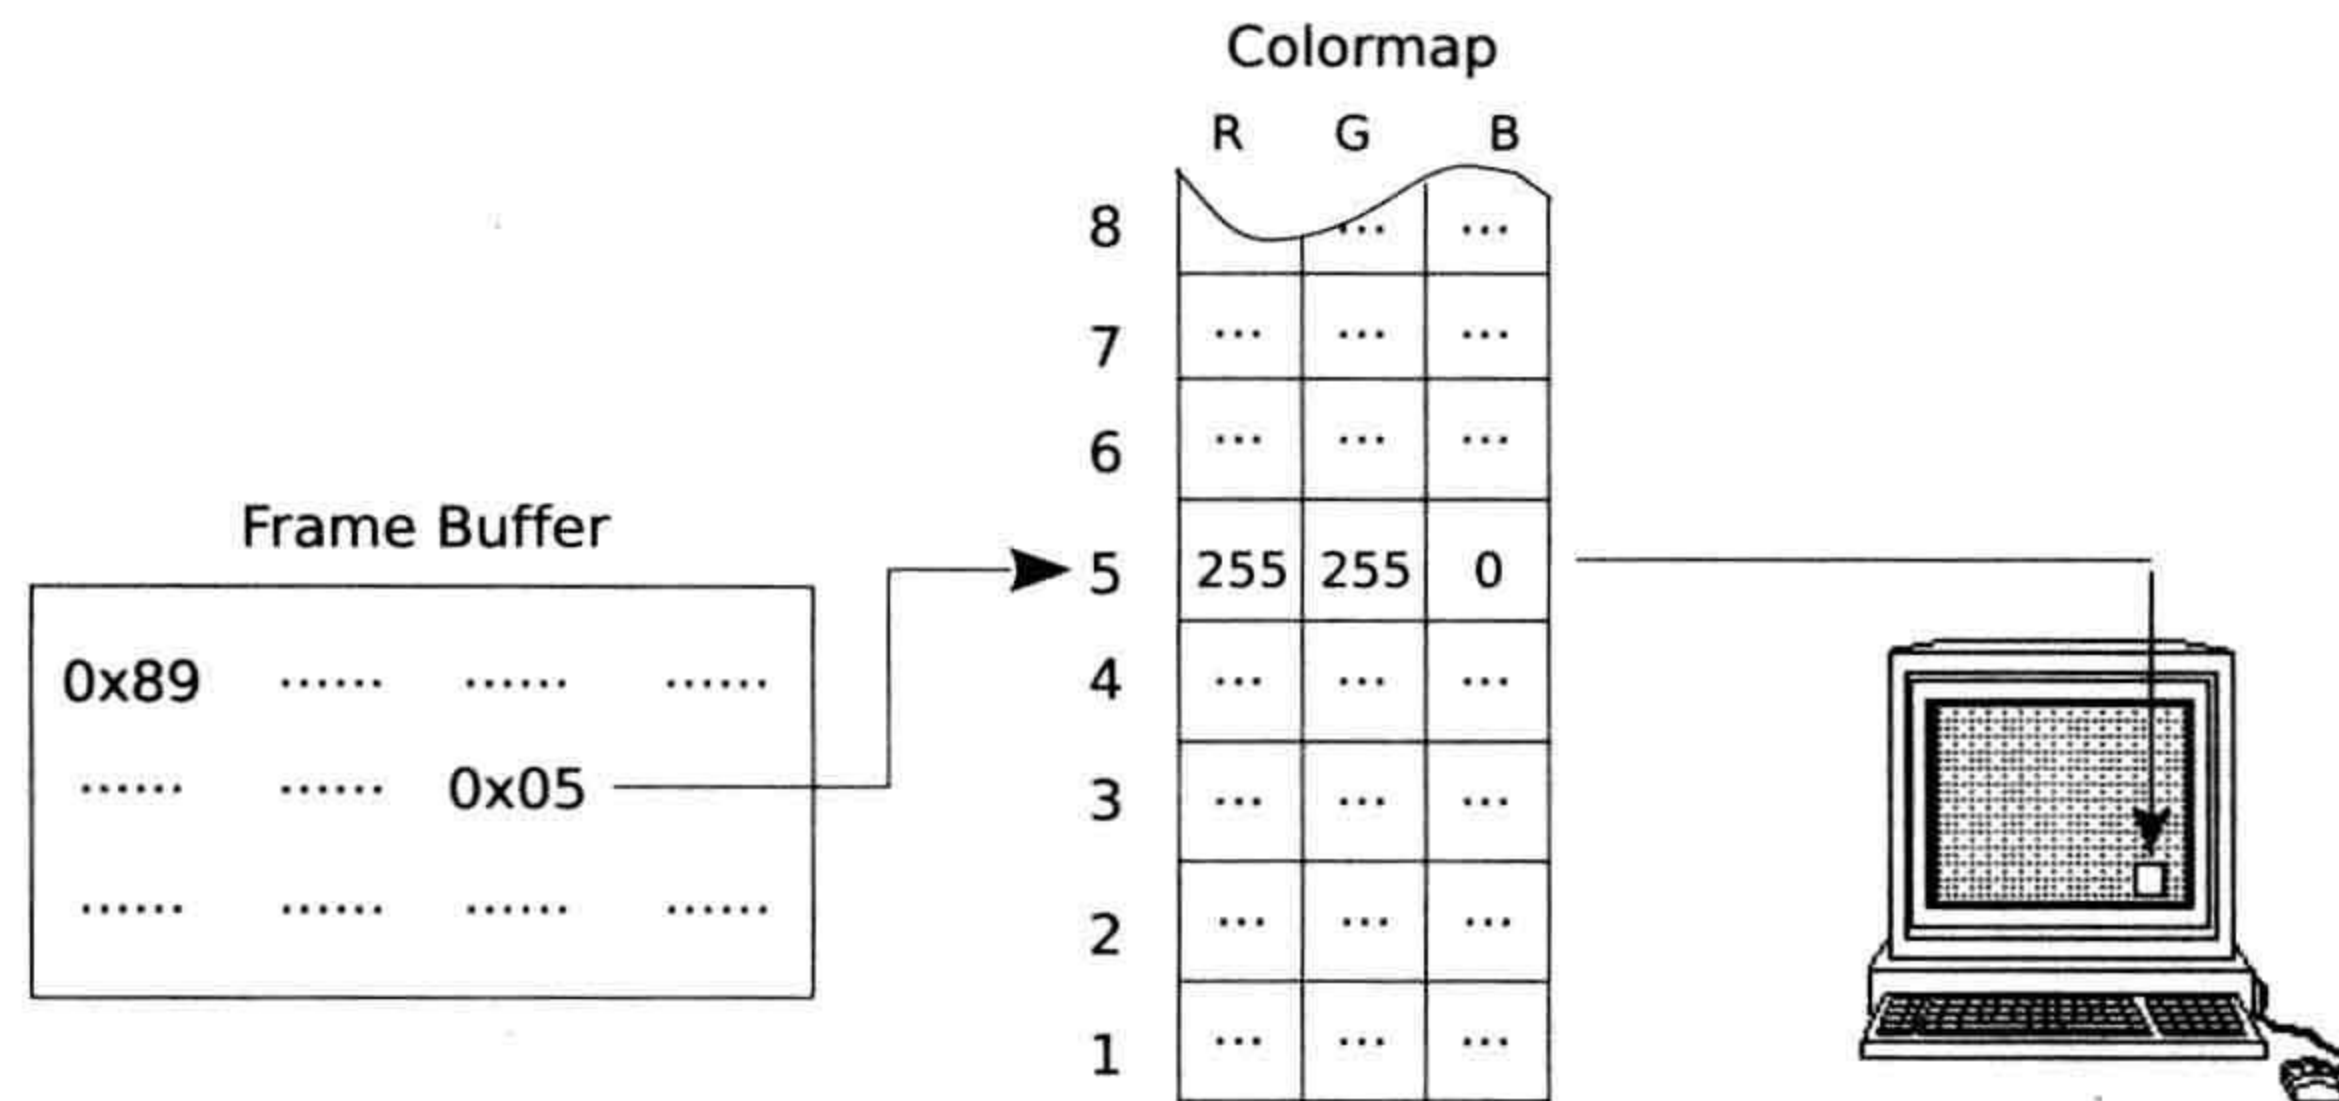 Colormap
R G B
8 ... ...
7 ... ... ...
6 ... ... ...
Frame Buffer
5 255 255 0
0x89 ...... ...... ......
4 ... ... ...
...... ...... 0x05
3 ... ... ...
...... ...... ...... ......
2 ... ... ...
1 ... ... ...